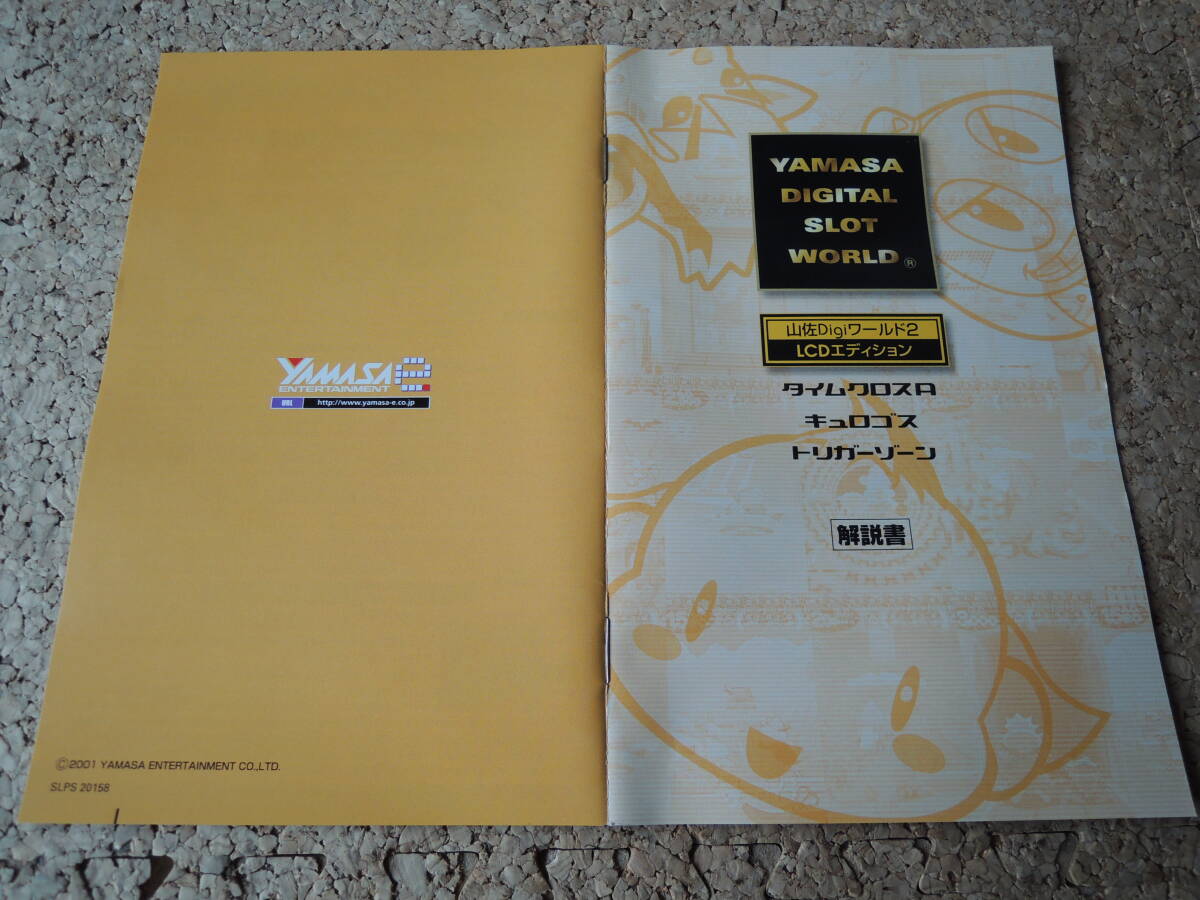 YAMASA
ENTERTAINMENT
URL http://www.yamasa-e.co.jp
©2001 YAMASA ENTERTAINMENT CO.,LTD.
SLPS 20158
YAMASA
DIGITAL
SLOT
WORLD®
山佐Digiワールド2
LCDエディション
タイムクロスA
キュロゴス
トリガーゾーン
解説書